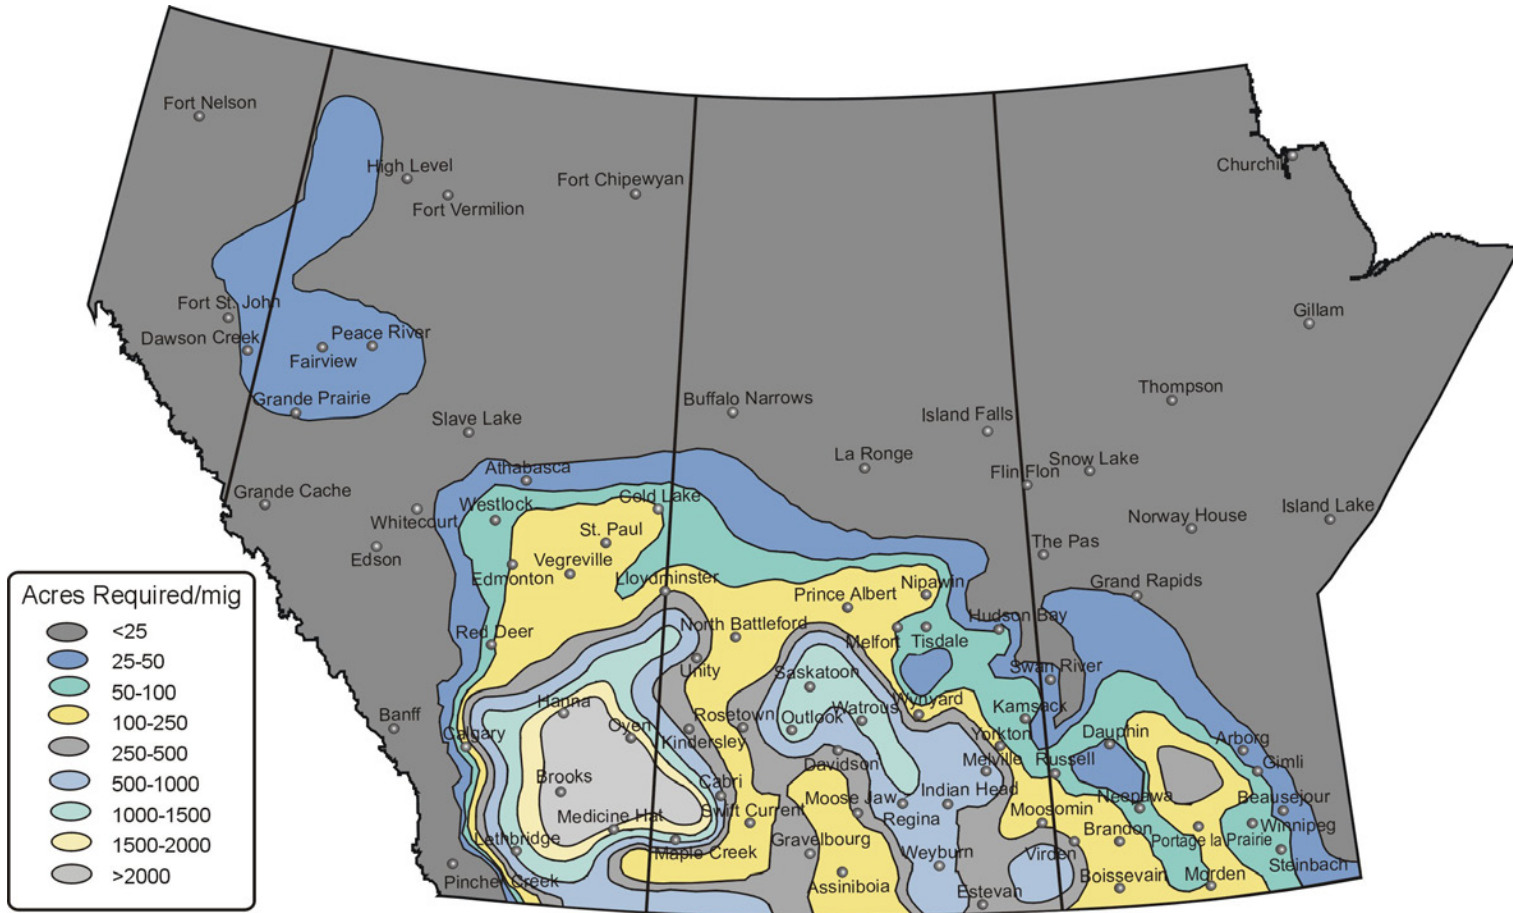 Fort Nelson
High Level
Fort Chipewyan
Fort Vermilion
Churchill
Fort St. John
Dawson Creek
Peace River
Fairview
Gillam
Grande Prairie
Slave Lake
Buffalo Narrows
Island Falls
Thompson
La Ronge
Flin Flon
Snow Lake
Athabasca
Grande Cache
Westlock
Cold Lake
Whitecourt
Norway House
Island Lake
Edson
St. Paul
The Pas
Vegreville
Edmonton
Lloydminster
Grand Rapids
Prince Albert
Nipawin
Acres Required/mig
<25
25-50
50-100
100-250
250-500
500-1000
1000-1500
1500-2000
>2000
Red Deer
North Battleford
Melfort
Tisdale
Hudson Bay
Unity
Saskatoon
Swan River
Banff
Hanna
Calgary
Oyen
Rosetown
Kindersley
Outlook
Watrous
Wynyard
Kamsack
Yorkton
Dauphin
Arborg
Davidson
Melville
Russell
Gimli
Brooks
Cabri
Medicine Hat
Swift Current
Moose Jaw
Regina
Indian Head
Moosomin
Neepawa
Beausejour
Brandon
Portage la Prairie
Winnipeg
Lethbridge
Maple Creek
Gravelbourg
Weyburn
Virden
Steinbach
Pincher Creek
Assiniboia
Estevan
Boissevain
Morden